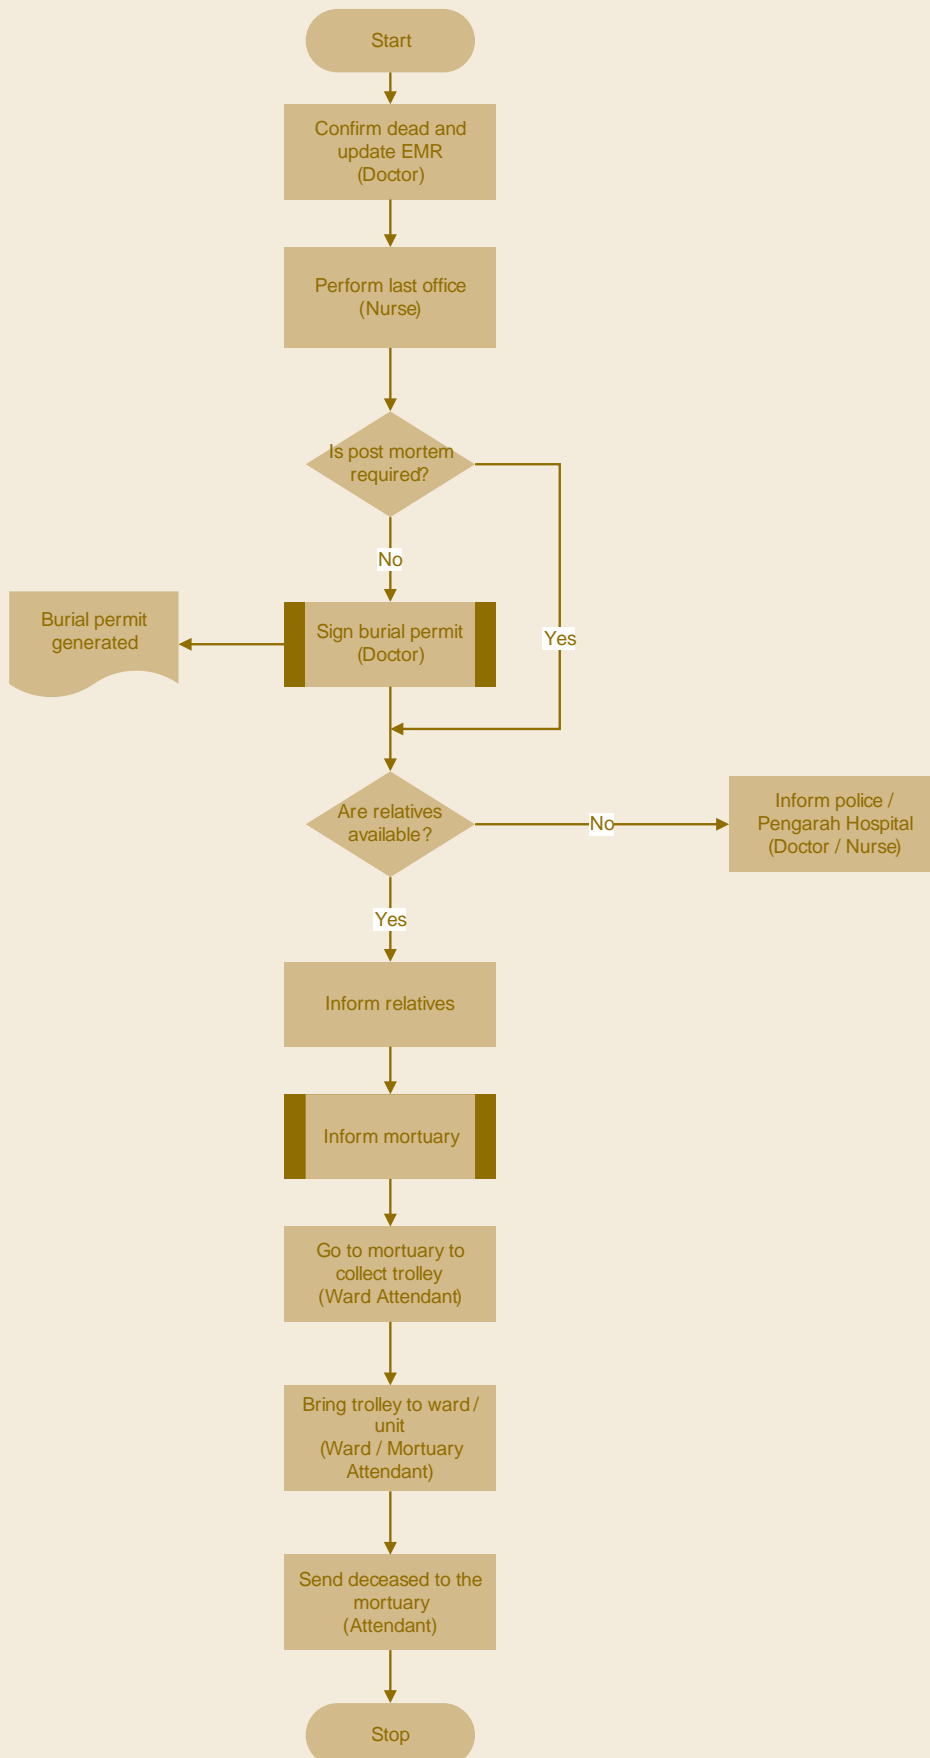 Start
Confirm dead and
update EMR
(Doctor)
Perform last office
(Nurse)
Is post mortem
required?
No
Yes
Burial permit
generated
Sign burial permit
(Doctor)
Are relatives
available?
No
Inform police /
Pengarah Hospital
(Doctor / Nurse)
Yes
Inform relatives
Inform mortuary
Go to mortuary to
collect trolley
(Ward Attendant)
Bring trolley to ward /
unit
(Ward / Mortuary
Attendant)
Send deceased to the
mortuary
(Attendant)
Stop